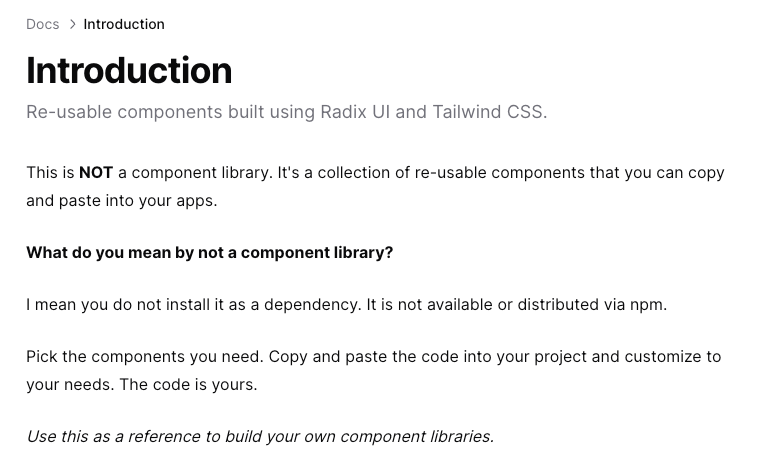 Docs > Introduction
Introduction
Re-usable components built using Radix UI and Tailwind CSS.
This is NOT a component library. It's a collection of re-usable components that you can copy
and paste into your apps.
What do you mean by not a component library?
I mean you do not install it as a dependency. It is not available or distributed via npm.
Pick the components you need. Copy and paste the code into your project and customize to
your needs. The code is yours.
Use this as a reference to build your own component libraries.